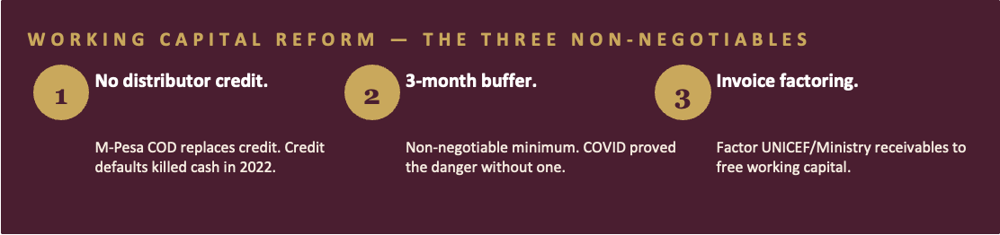 WORKING CAPITAL REFORM — THE THREE NON-NEGOTIABLES
1
No distributor credit.
M-Pesa COD replaces credit. Credit
defaults killed cash in 2022.
2
3-month buffer.
Non-negotiable minimum. COVID proved
the danger without one.
3
Invoice factoring.
Factor UNICEF/Ministry receivables to
free working capital.